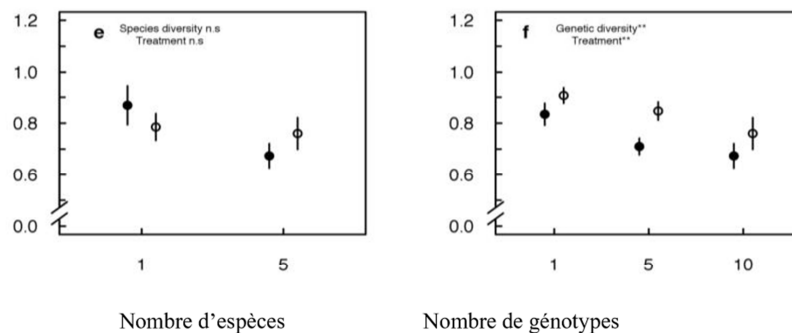 e Species diversity n.s
Treatment n.s
1.2
1.0
0.8
0.6
0.0
1 5
Nombre d’espèces
f Genetic diversity**
Treatment**
1.2
1.0
0.8
0.6
0.0
1 5 10
Nombre de génotypes